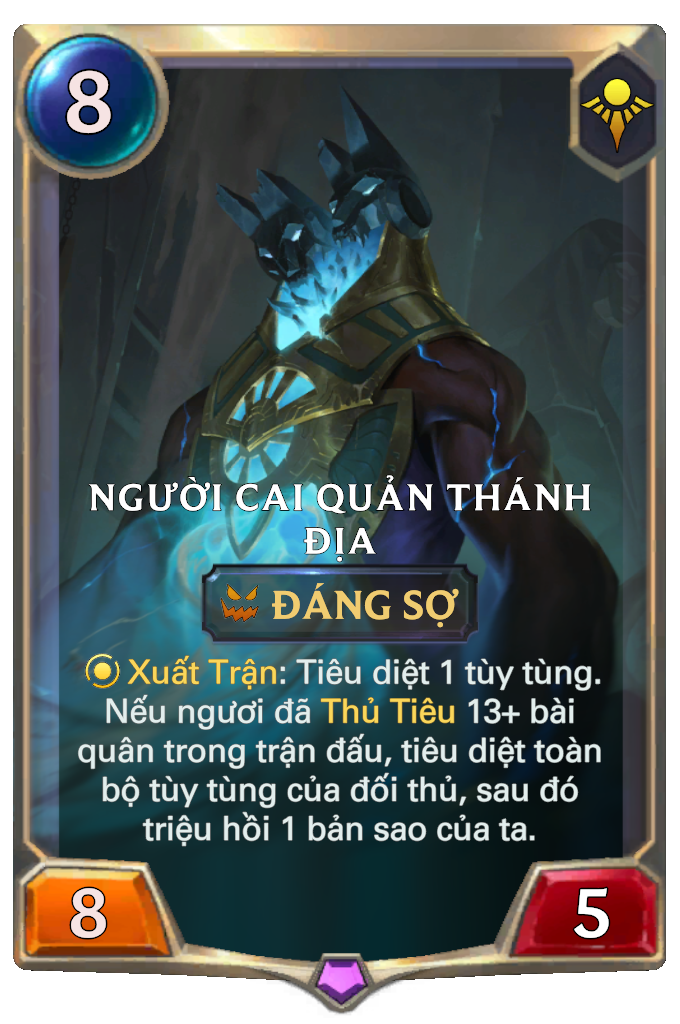 8
NGƯỜI CAI QUẢN THÁNH
ĐỊA
ĐÁNG SỢ
Xuất Trận: Tiêu diệt 1 tùy tùng.
Nếu ngươi đã Thủ Tiêu 13+ bài
quân trong trận đấu, tiêu diệt toàn
bộ tùy tùng của đối thủ, sau đó
triệu hồi 1 bản sao của ta.
8
5